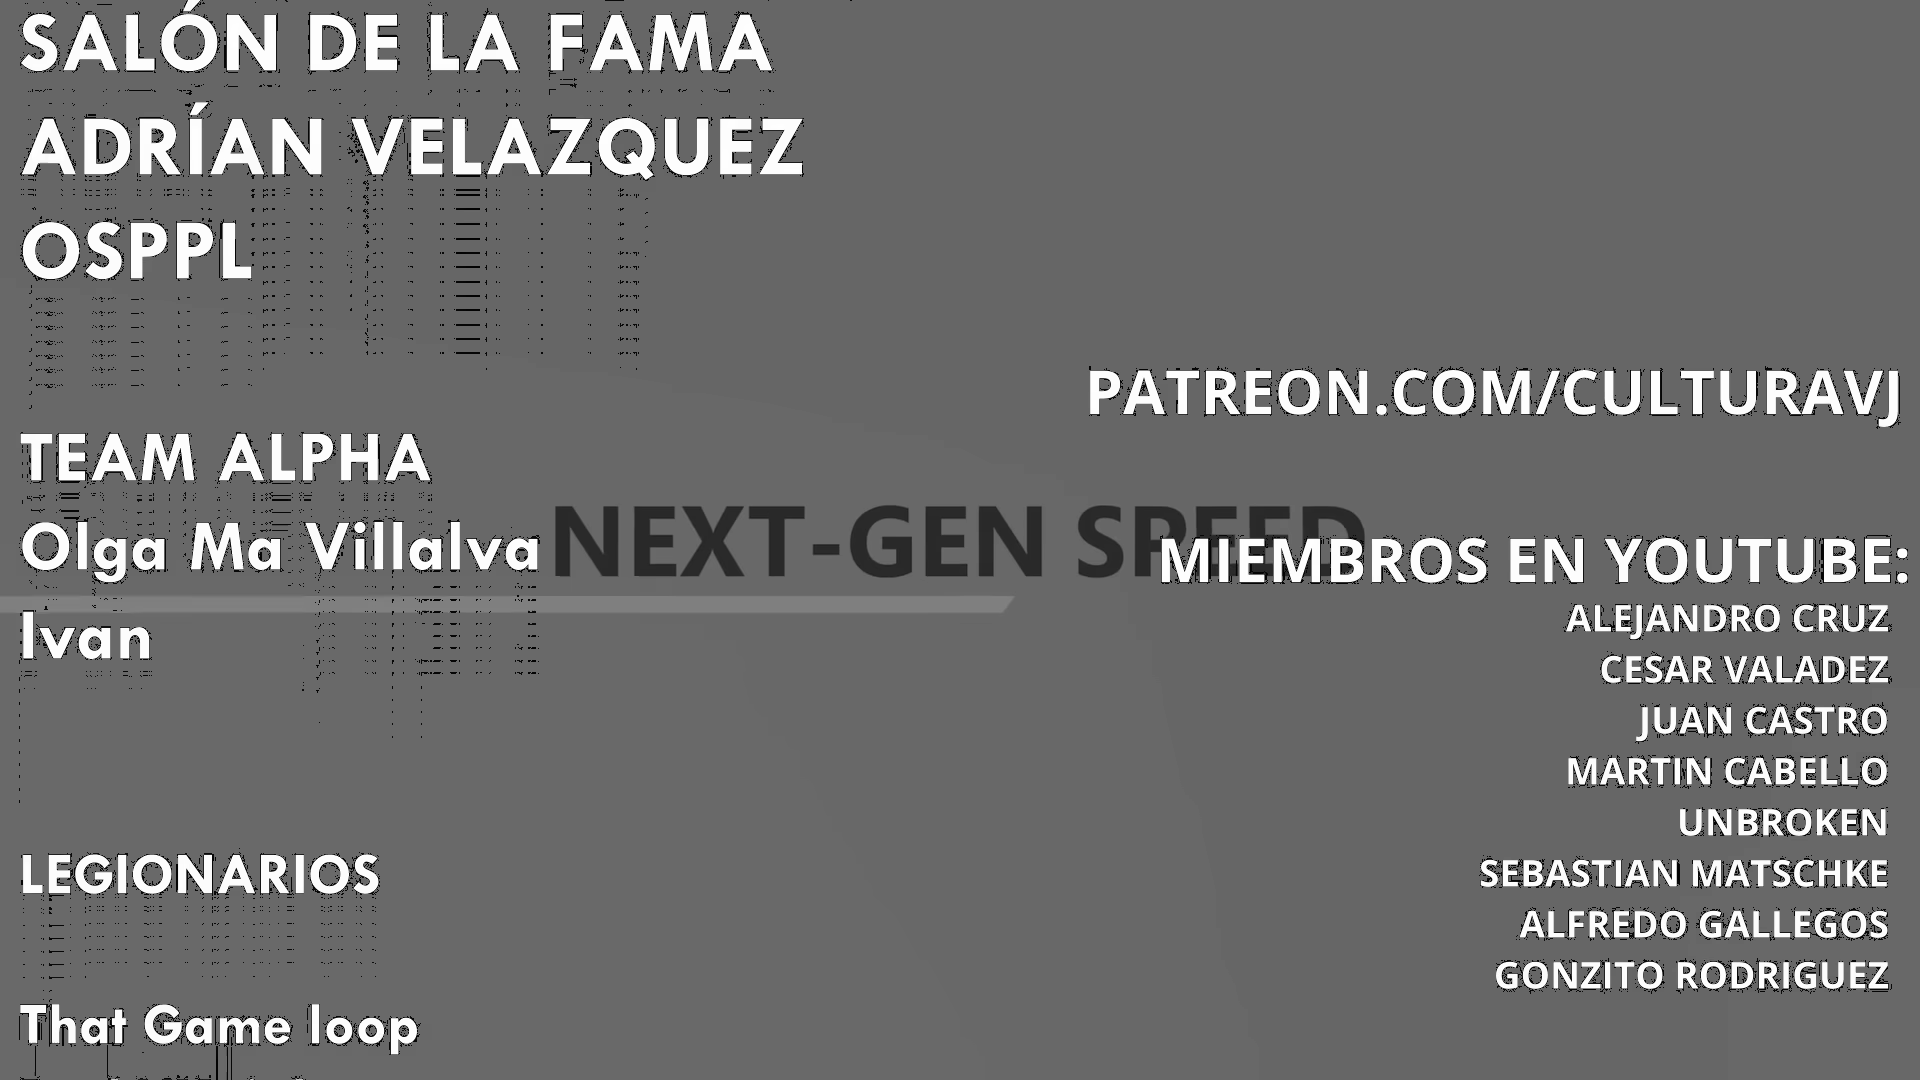 SALÓN DE LA FAMA
ADRÍAN VELAZQUEZ
OSPPL
TEAM ALPHA
Olga Ma Villalva
Ivan
LEGIONARIOS
That Game loop
NEXT-GEN SPEED
PATREON.COM/CULTURAVJ
MIEMBROS EN YOUTUBE:
ALEJANDRO CRUZ
CESAR VALADEZ
JUAN CASTRO
MARTIN CABELLO
UNBROKEN
SEBASTIAN MATSCHKE
ALFREDO GALLEGOS
GONZITO RODRIGUEZ